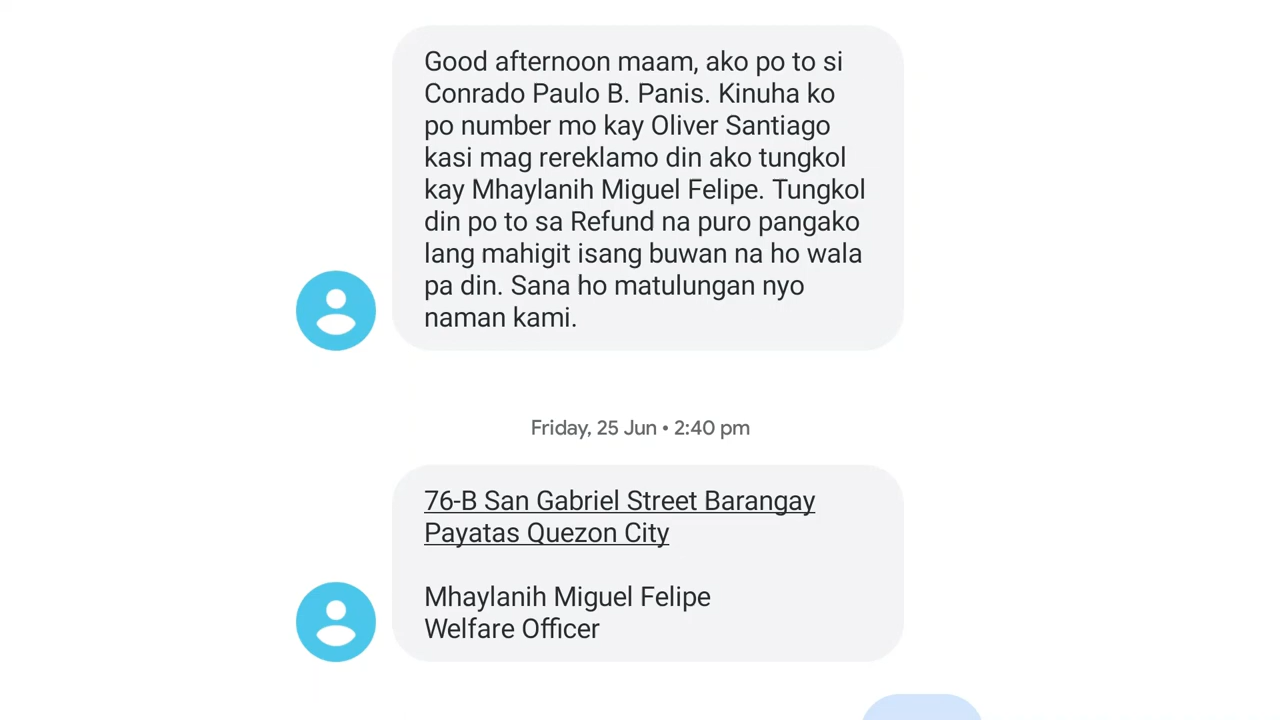 Good afternoon maam, ako po to si
Conrado Paulo B. Panis. Kinuha ko
po number mo kay Oliver Santiago
kasi mag rereklamo din ako tungkol
kay Mhaylanih Miguel Felipe. Tungkol
din po to sa Refund na puro pangako
lang mahigit isang buwan na ho wala
pa din. Sana ho matulungan nyo
naman kami.
Friday, 25 Jun • 2:40 pm
76-B San Gabriel Street Barangay
Payatas Quezon City
Mhaylanih Miguel Felipe
Welfare Officer